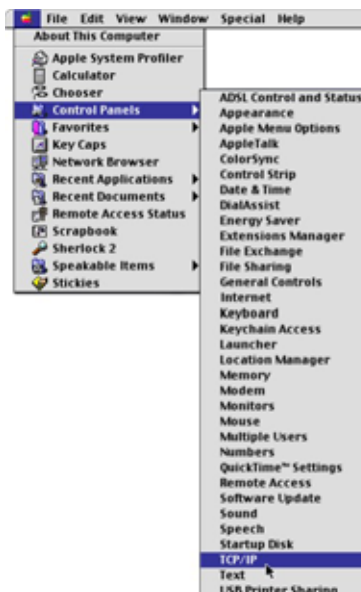 File Edit View Window Special Help
About This Computer
Apple System Profiler
Calculator
Chooser
Control Panels
Favorites
Key Caps
Network Browser
Recent Applications
Recent Documents
Remote Access Status
Scrapbook
Sherlock 2
Speakable Items
Stickies
ADSL Control and Status
Appearance
Apple Menu Options
AppleTalk
ColorSync
Control Strip
Date & Time
DialAssist
Energy Saver
Extensions Manager
File Exchange
File Sharing
General Controls
Internet
Keyboard
Keychain Access
Launcher
Location Manager
Memory
Modem
Monitors
Mouse
Multiple Users
Numbers
QuickTime™ Settings
Remote Access
Software Update
Sound
Speech
Startup Disk
TCP/IP
Text
USB Printer Sharing